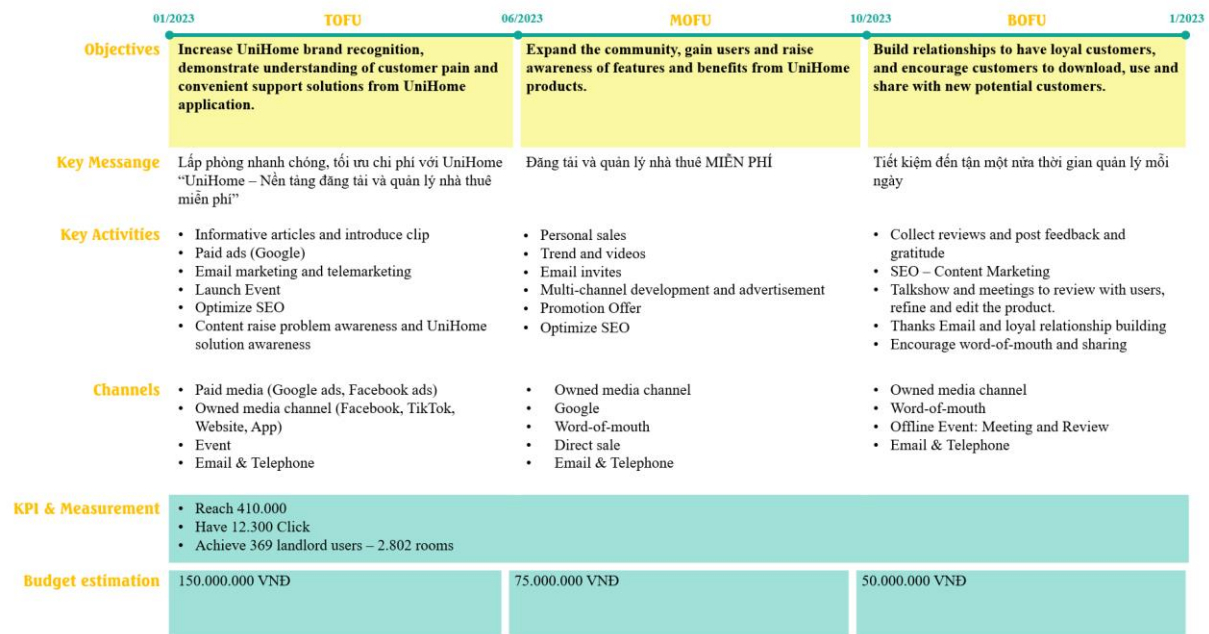 01/2023 TOFU 06/2023 MOFU 10/2023 BOFU 1/2023
Objectives
Increase UniHome brand recognition,
demonstrate understanding of customer pain and
convenient support solutions from UniHome
application.
Expand the community, gain users and raise
awareness of features and benefits from UniHome
products.
Build relationships to have loyal customers,
and encourage customers to download, use and
share with new potential customers.
Key Messange
Lấp phòng nhanh chóng, tối ưu chi phí với UniHome
“UniHome – Nền tảng đăng tải và quản lý nhà thuê
miễn phí”
Đăng tải và quản lý nhà thuê MIỄN PHÍ
Tiết kiệm đến tận một nửa thời gian quản lý mỗi
ngày
Key Activities
• Informative articles and introduce clip
• Paid ads (Google)
• Email marketing and telemarketing
• Launch Event
• Optimize SEO
• Content raise problem awareness and UniHome
solution awareness
• Personal sales
• Trend and videos
• Email invites
• Multi-channel development and advertisement
• Promotion Offer
• Optimize SEO
• Collect reviews and post feedback and
gratitude
• SEO – Content Marketing
• Talkshow and meetings to review with users,
refine and edit the product.
• Thanks Email and loyal relationship building
• Encourage word-of-mouth and sharing
Channels
• Paid media (Google ads, Facebook ads)
• Owned media channel (Facebook, TikTok,
Website, App)
• Event
• Email & Telephone
• Owned media channel
• Google
• Word-of-mouth
• Direct sale
• Email & Telephone
• Owned media channel
• Word-of-mouth
• Offline Event: Meeting and Review
• Email & Telephone
KPI & Measurement
• Reach 410.000
• Have 12.300 Click
• Achieve 369 landlord users – 2.802 rooms
Budget estimation
150.000.000 VNĐ
75.000.000 VNĐ
50.000.000 VNĐ